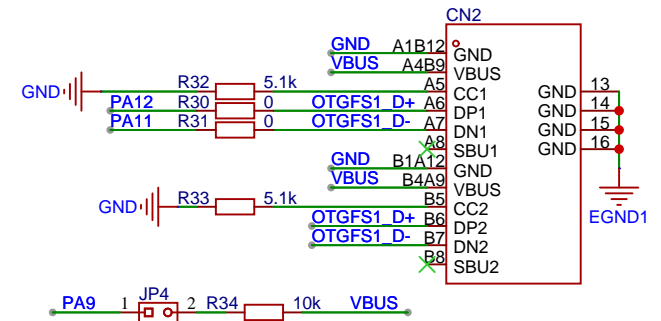 CN2
GND A1B12 GND
VBUS A4B9 VBUS
GND R32 5.1k A5 CC1 GND 13
PA12 R30 0 OTGFS1_D+ A6 DP1 GND 14
PA11 R31 0 OTGFS1_D- A7 DN1 GND 15
A8 SBU1 GND 16
GND B1A12 GND
VBUS B4A9 VBUS
GND R33 5.1k B5 CC2 EGND1
OTGFS1_D+ B6 DP2
OTGFS1_D- B7 DN2
B8 SBU2
PA9 1 JP4 2 R34 10k VBUS